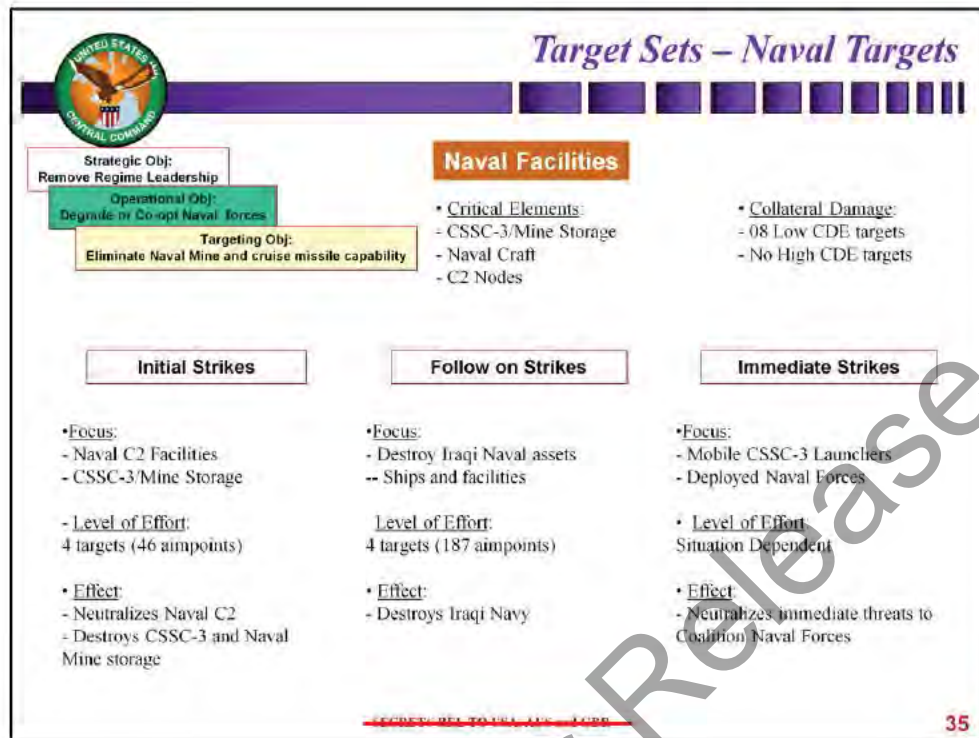 Target Sets – Naval Targets
UNITED STATES
CENTRAL COMMAND
Strategic Obj:
Remove Regime Leadership
Operational Obj:
Degrade or Co-opt Naval forces
Targeting Obj:
Eliminate Naval Mine and cruise missile capability
Naval Facilities
• Critical Elements:
- CSSC-3/Mine Storage
- Naval Craft
- C2 Nodes
• Collateral Damage:
- 08 Low CDE targets
- No High CDE targets
Initial Strikes
•Focus:
- Naval C2 Facilities
- CSSC-3/Mine Storage
- Level of Effort:
4 targets (46 aimpoints)
• Effect:
- Neutralizes Naval C2
- Destroys CSSC-3 and Naval
Mine storage
Follow on Strikes
•Focus:
- Destroy Iraqi Naval assets
-- Ships and facilities
Level of Effort:
4 targets (187 aimpoints)
• Effect:
- Destroys Iraqi Navy
Immediate Strikes
•Focus:
- Mobile CSSC-3 Launchers
- Deployed Naval Forces
• Level of Effort
Situation Dependent
• Effect:
- Neutralizes immediate threats to
Coalition Naval Forces
Release
SECRET// REL TO USA, AUS and GBR
35